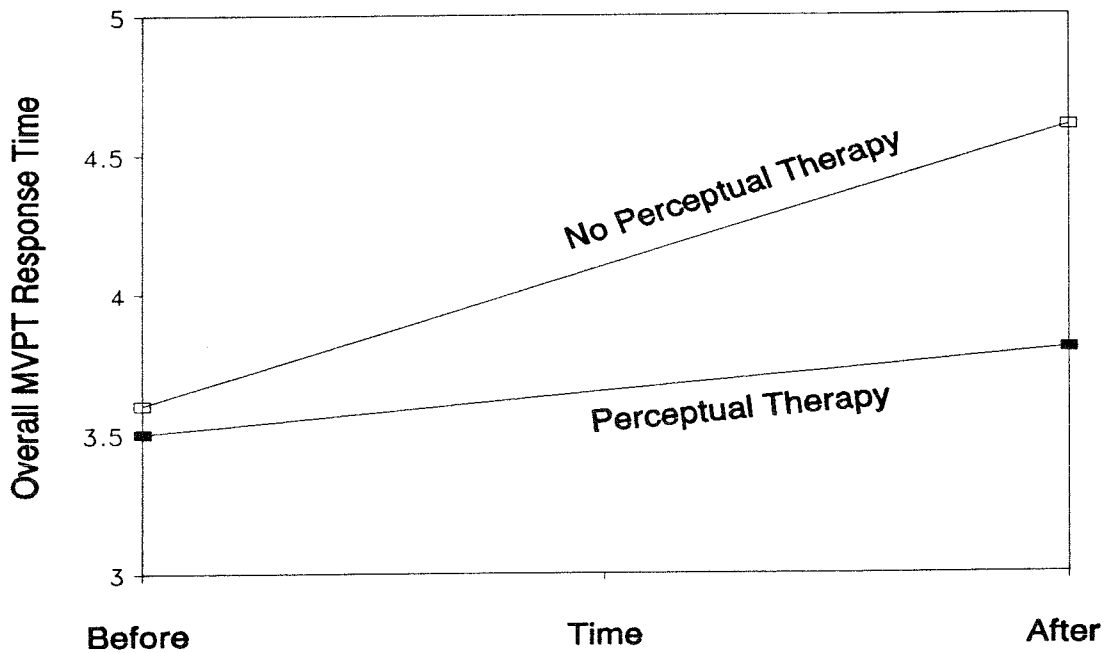 5
4.5
4
3.5
3
Overall MVPT Response Time
No Perceptual Therapy
Perceptual Therapy
Before
Time
After